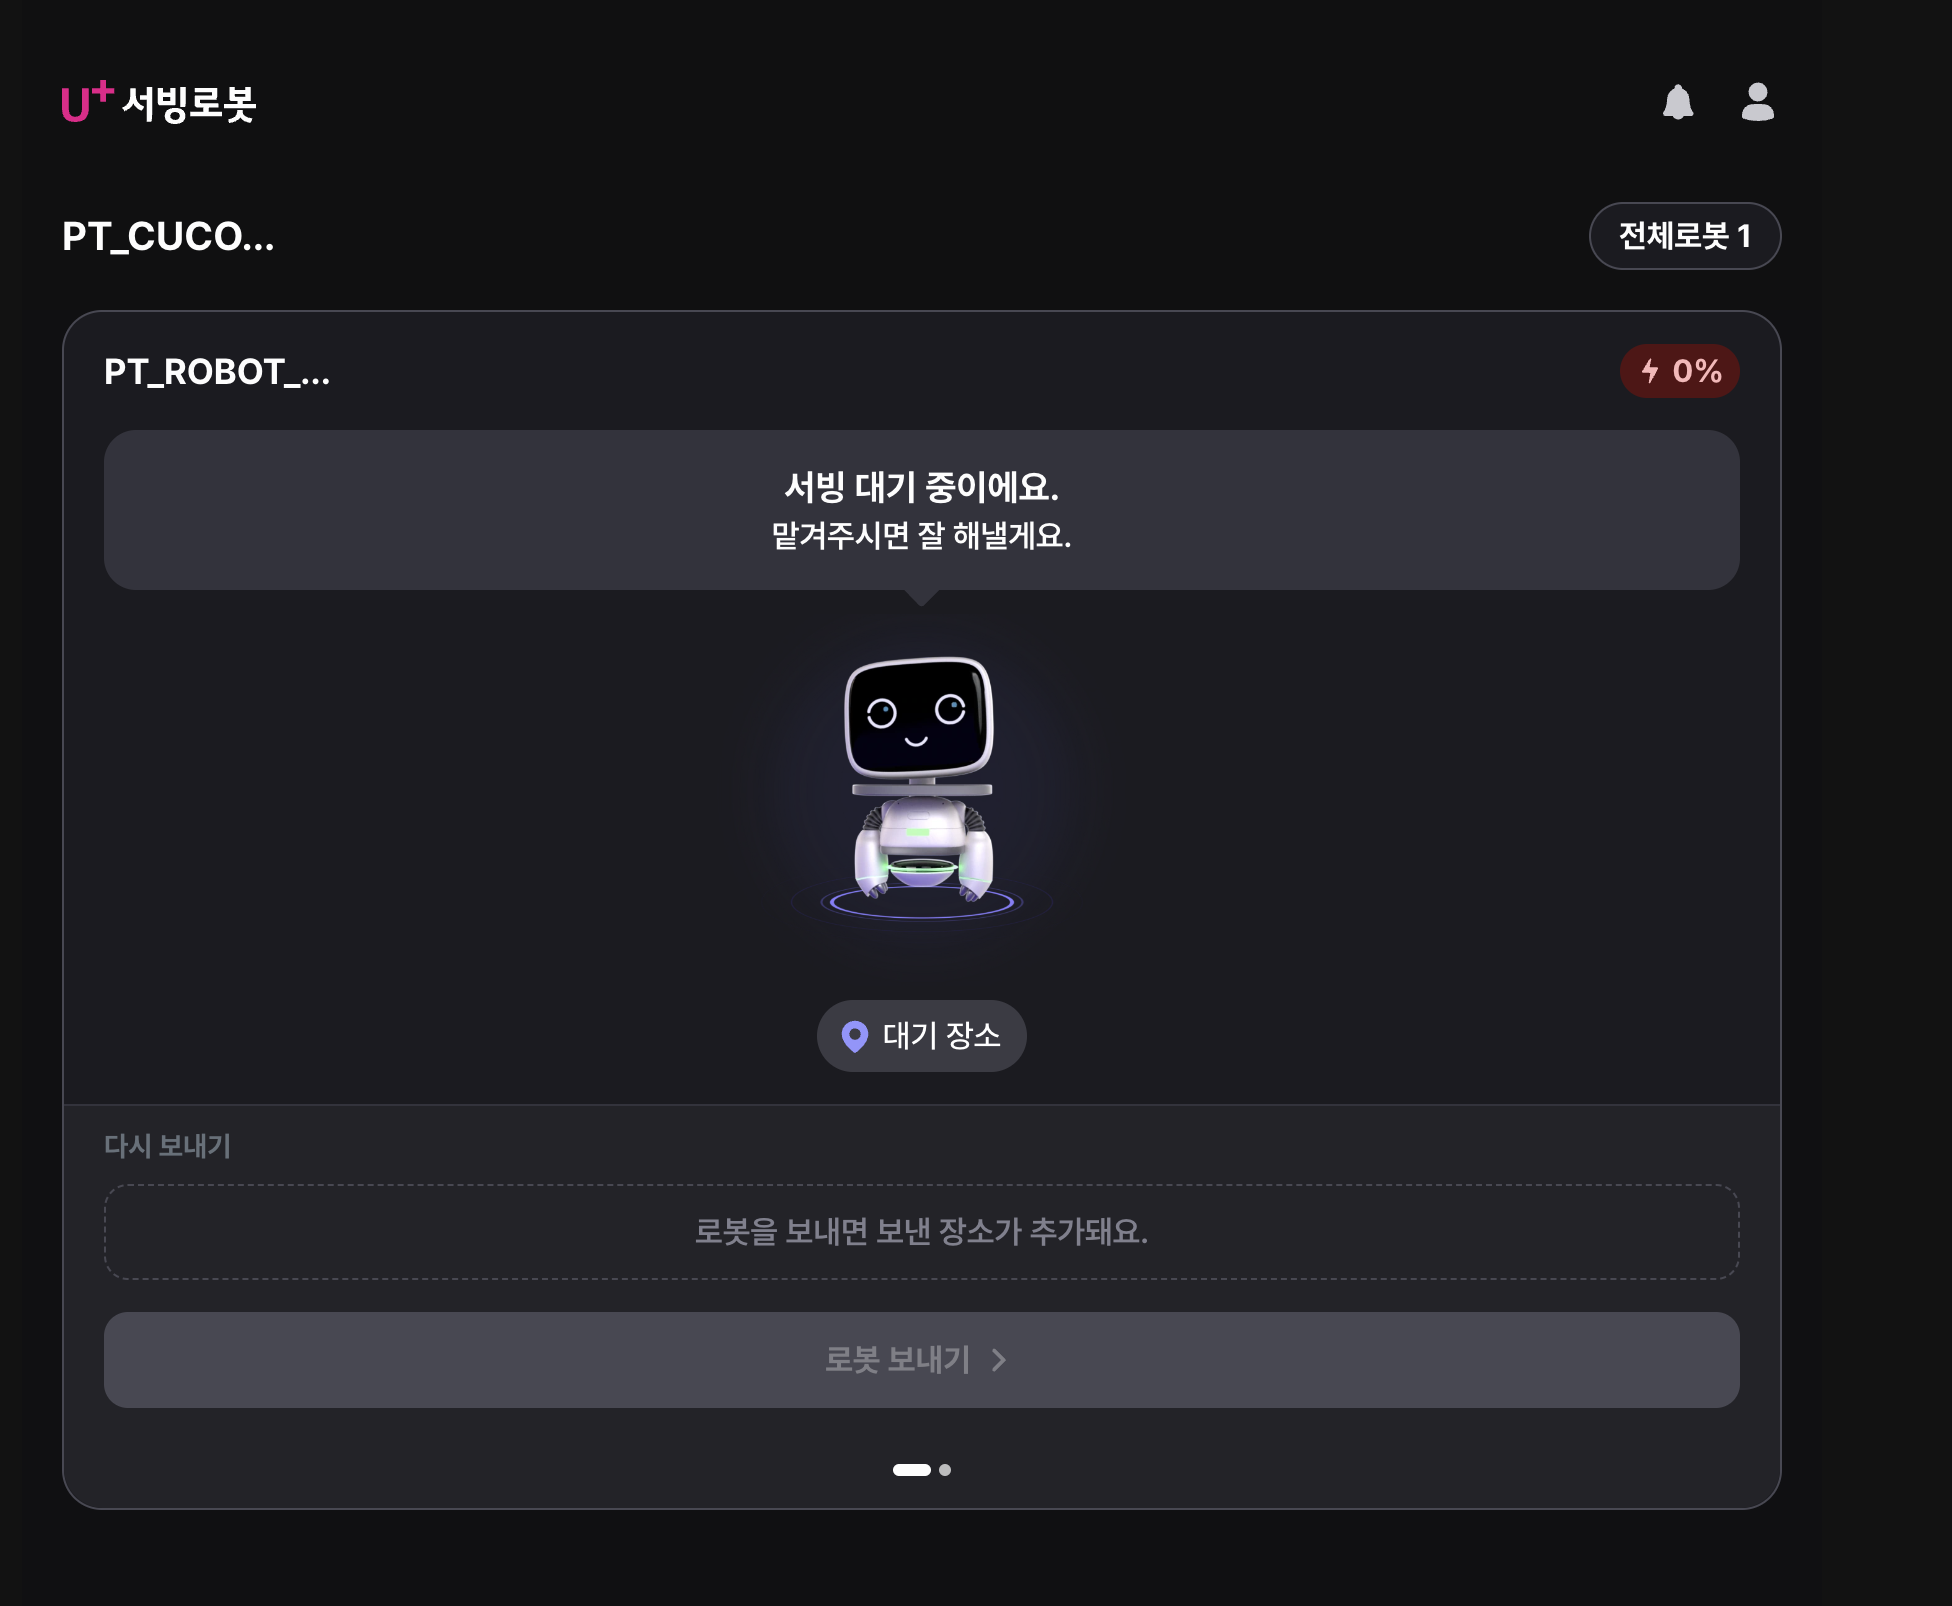 U+ 서빙로봇
PT_CUCO...
전체로봇 1
PT_ROBOT_...
0%
서빙 대기 중이에요.
맡겨주시면 잘 해낼게요.
대기 장소
다시 보내기
로봇을 보내면 보낸 장소가 추가돼요.
로봇 보내기